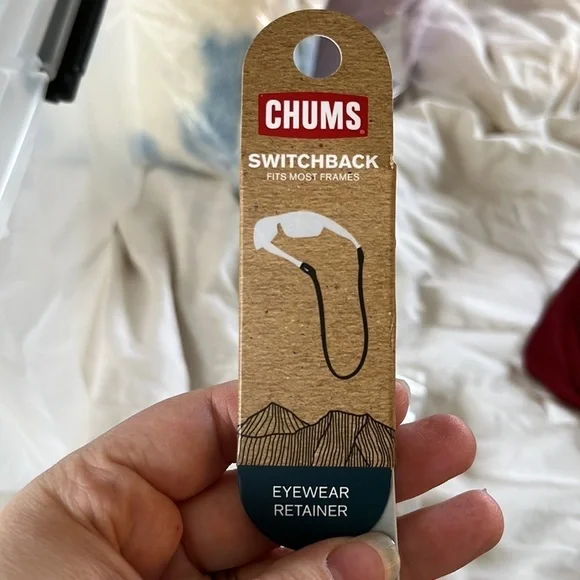 CHUMS®
SWITCHBACK
FITS MOST FRAMES
EYEWEAR
RETAINER